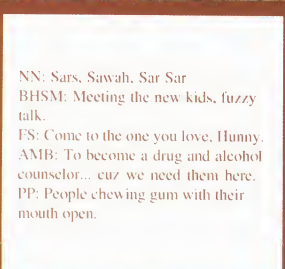 NN: Sars, Sawah, Sar Sar
BHSM: Meeting the new kids, fuzzy
talk.
FS: Come to the one you love, Hunny.
AMB: To become a drug and alcohol
counselor... cuz we need them here.
PP: People chewing gum with their
mouth open.